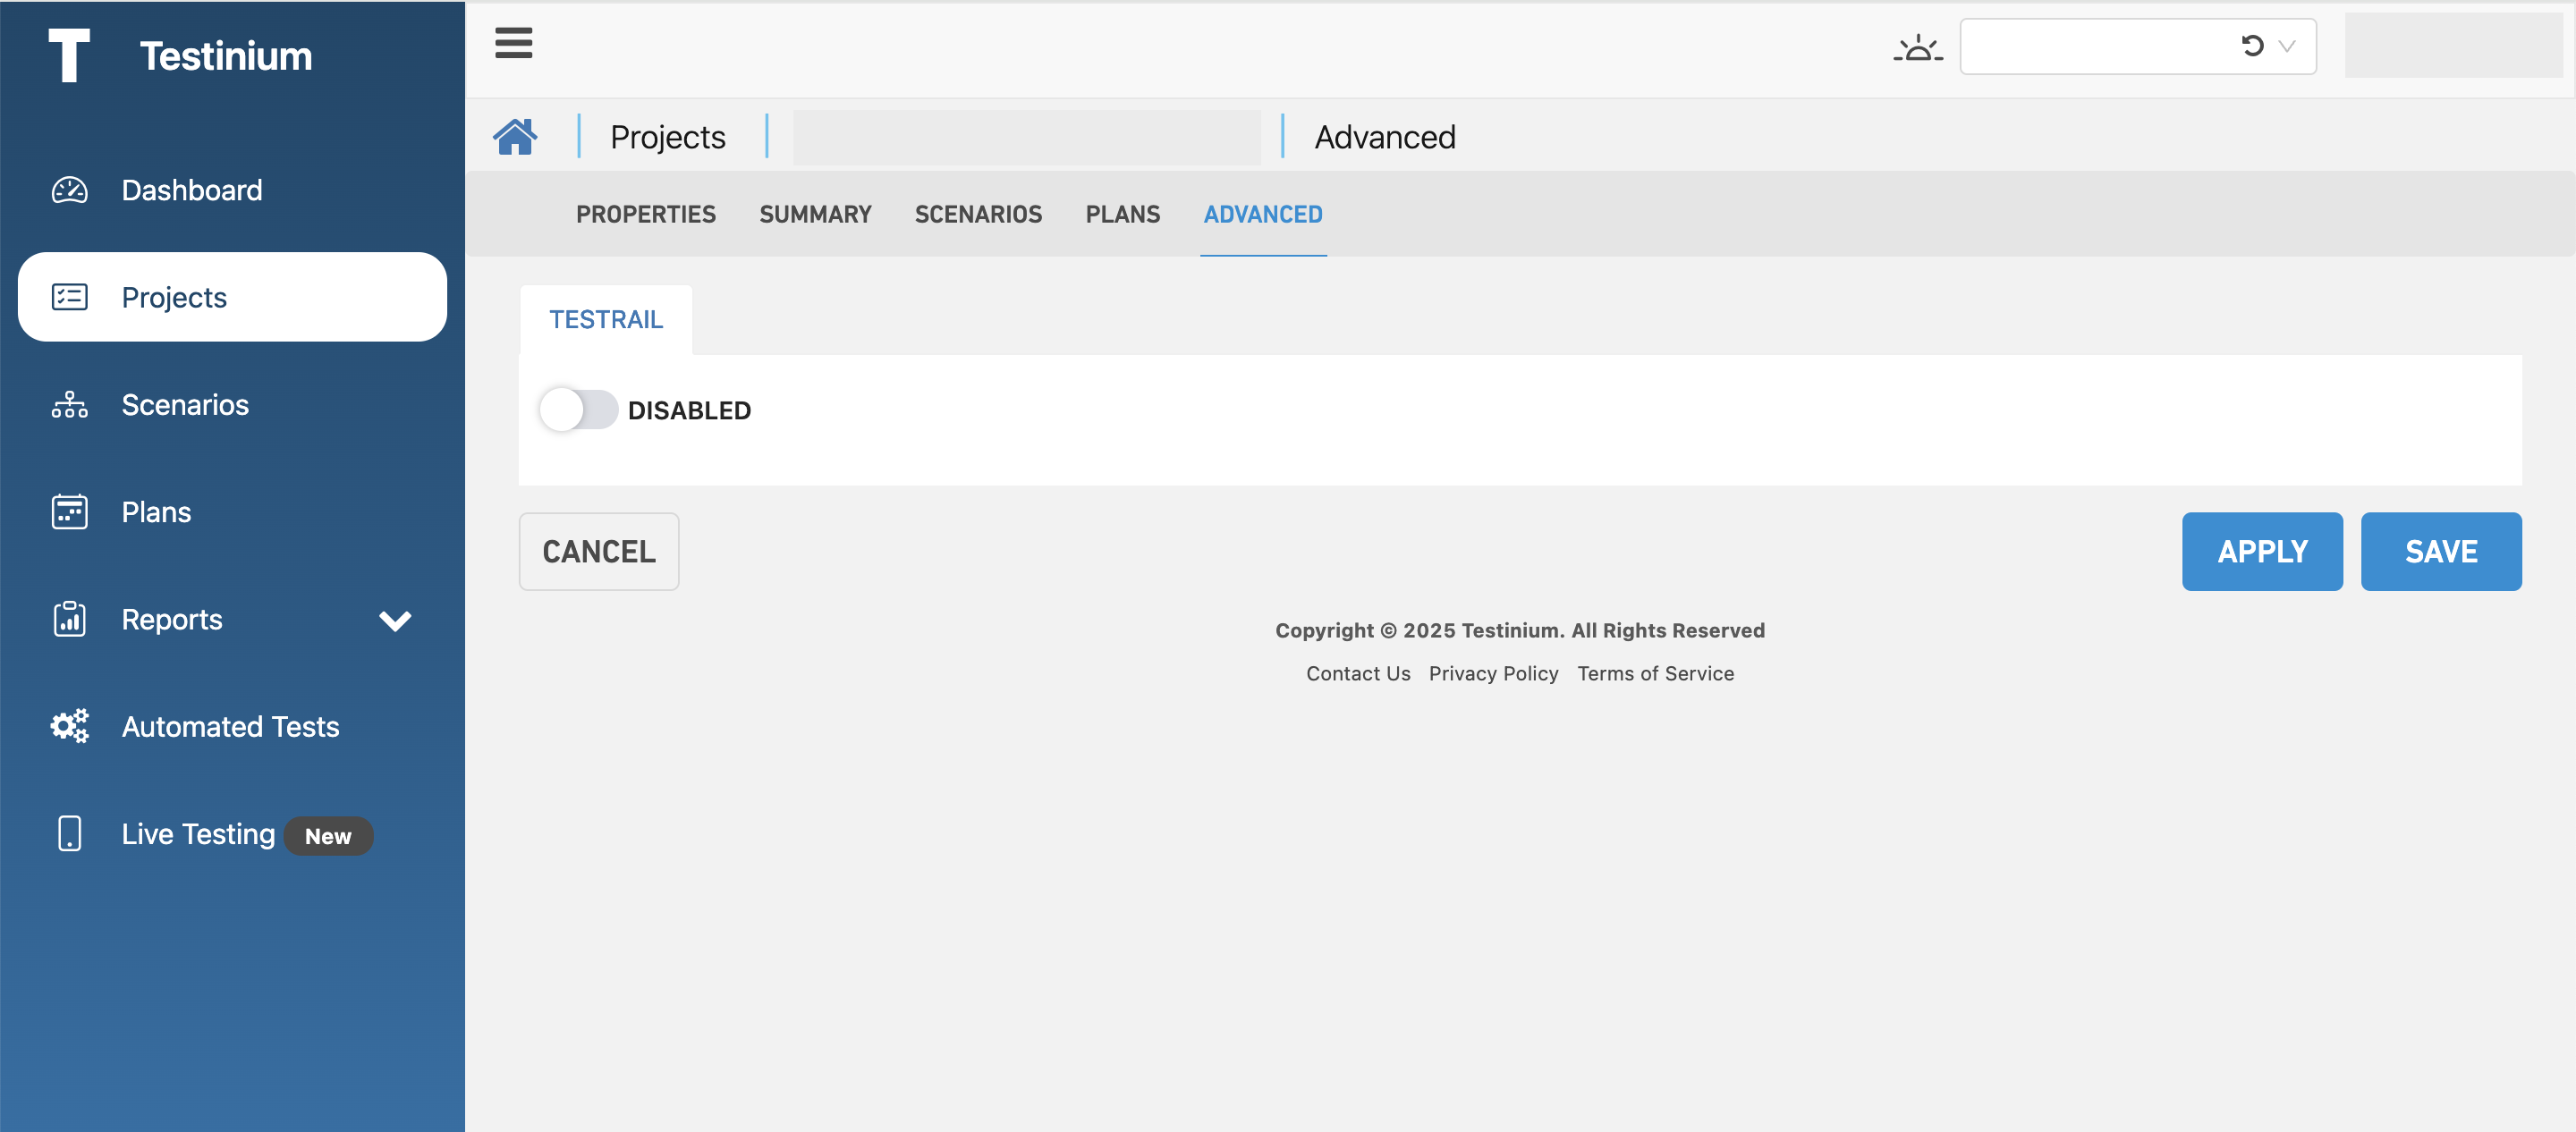 T Testinium
Dashboard
Projects
Scenarios
Plans
Reports
Automated Tests
Live Testing New
Projects Advanced
PROPERTIES SUMMARY SCENARIOS PLANS ADVANCED
TESTRAIL
DISABLED
CANCEL APPLY SAVE
Copyright © 2025 Testinium. All Rights Reserved
Contact Us Privacy Policy Terms of Service